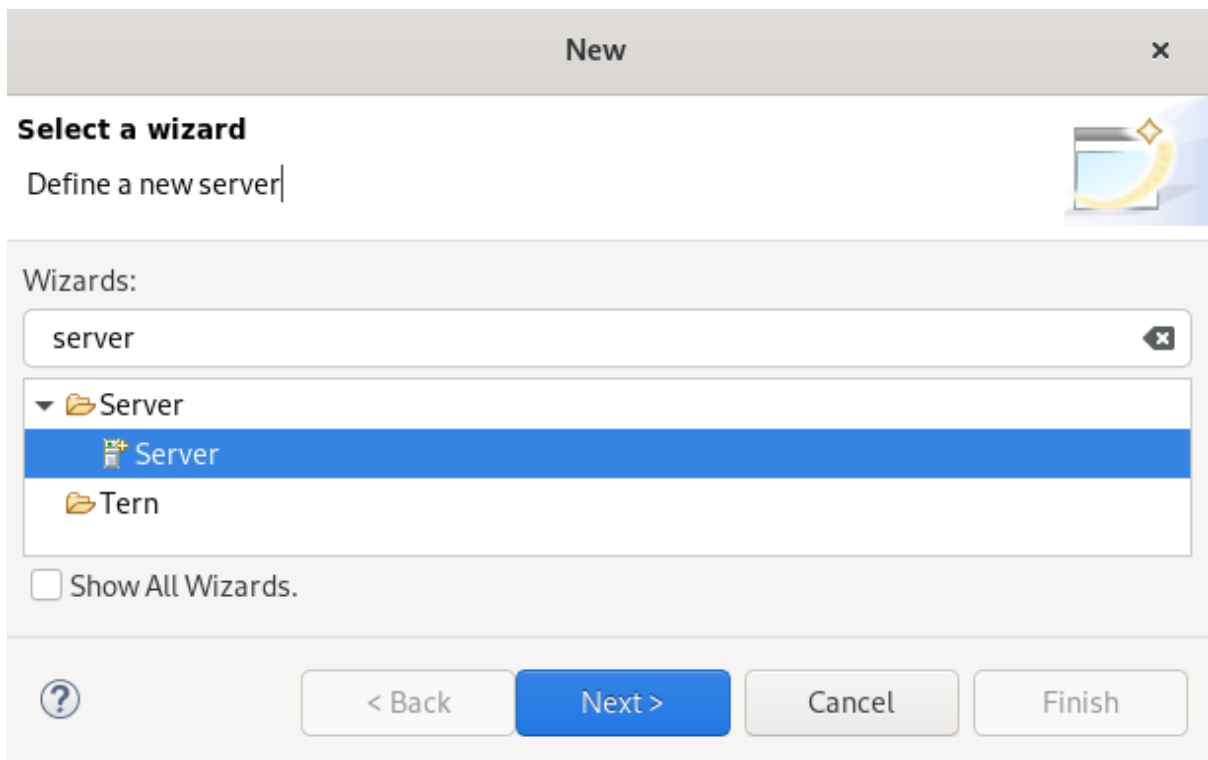 New
Select a wizard
Define a new server
Wizards:
server
Server
Server
Tern
Show All Wizards.
< Back Next > Cancel Finish